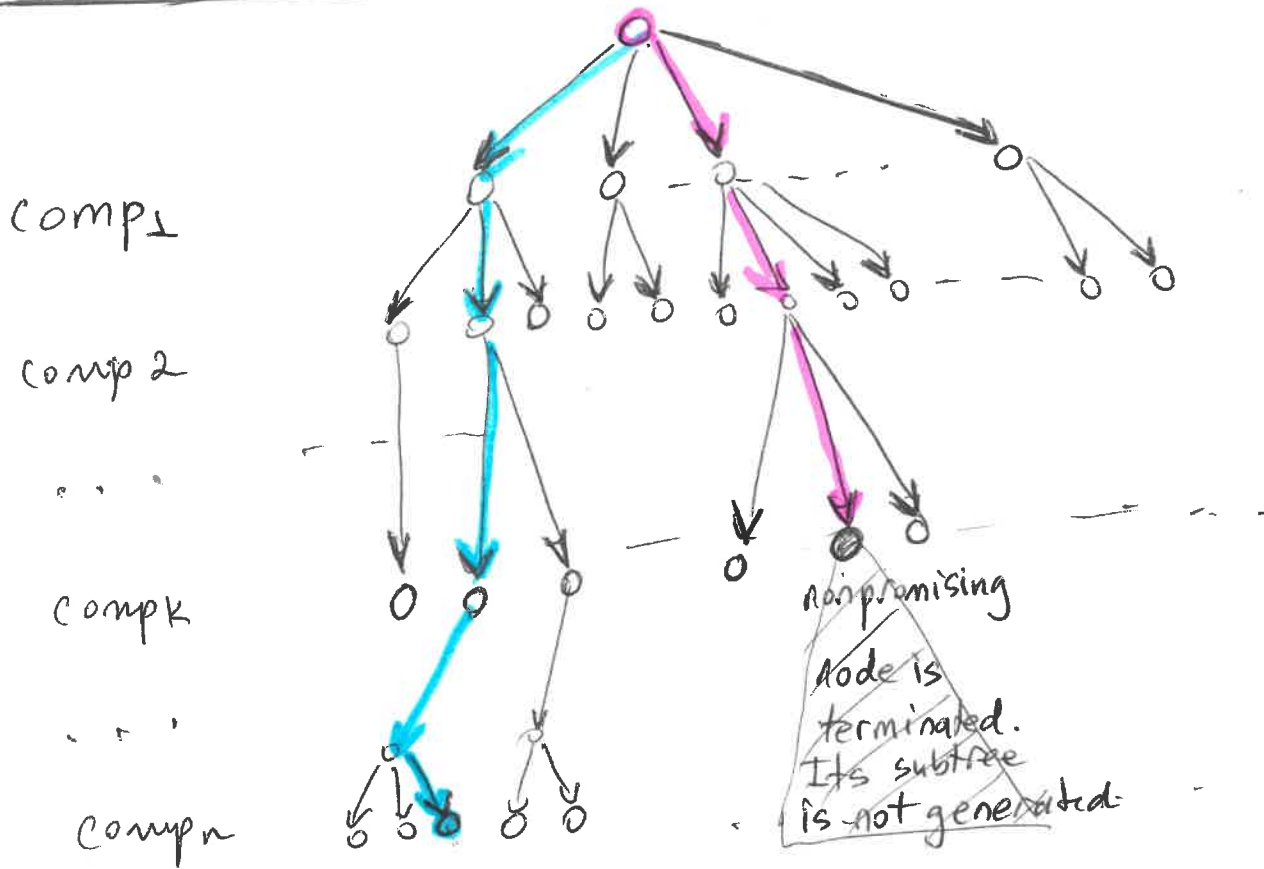 comp1
comp2
...
compk
nonpromising
node is
terminated.
...
Its subtree
is not generated.
compn